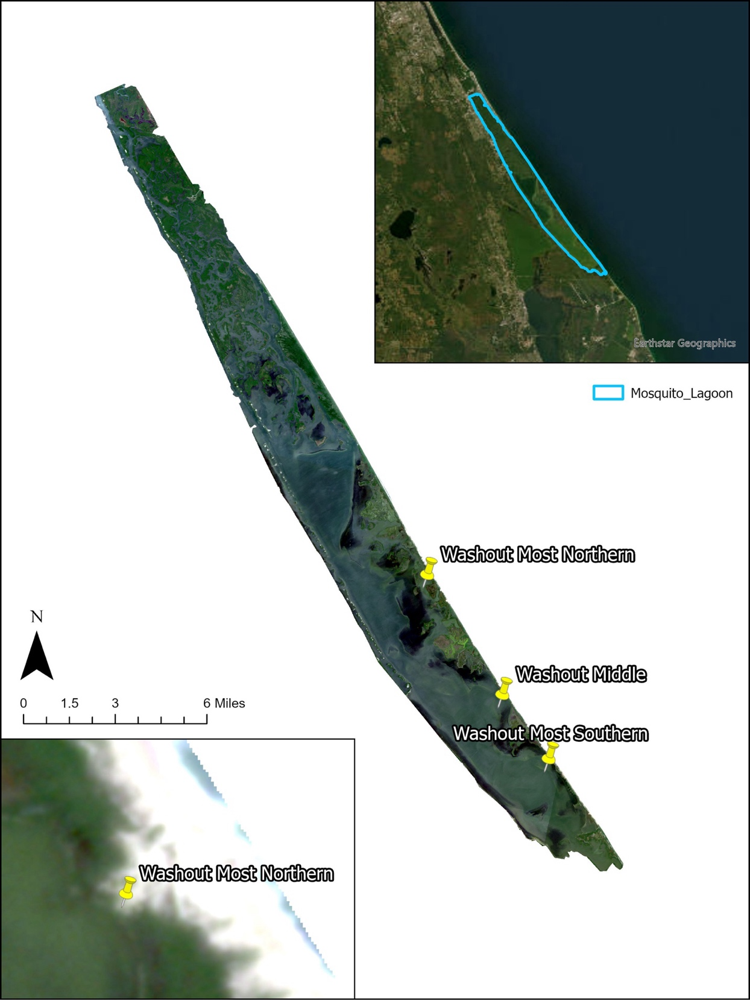 Earthstar Geographics
Mosquito_Lagoon
Washout Most Northern
N
Washout Middle
0 1.5 3 6 Miles
Washout Most Southern
Washout Most Northern